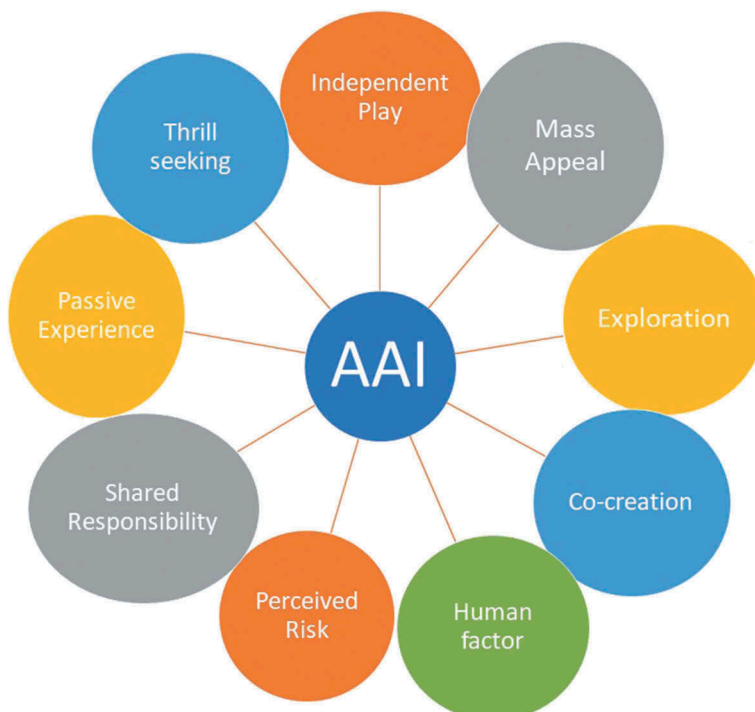 Independent
Play
Mass
Appeal
Exploration
Co-creation
Human
factor
Perceived
Risk
Shared
Responsibility
Passive
Experience
Thrill
seeking
AAI